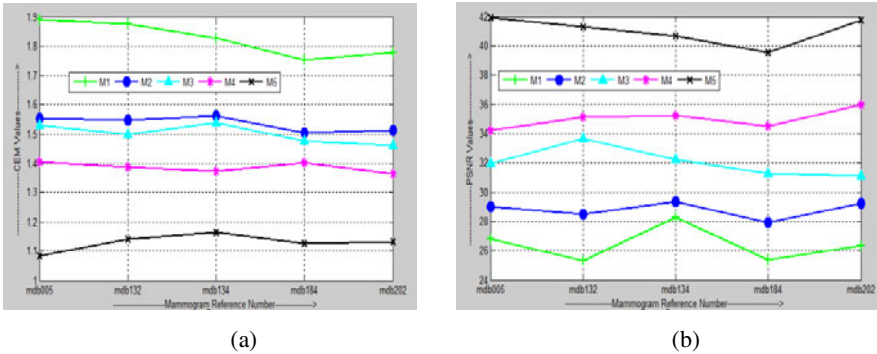 1.9
1.8
1.7
1.6
1.5
1.4
1.3
1.2
1.1
1
---------------CEM Values--------------->
M1 M2 M3 M4 M5
mdb005 mdb132 mdb134 mdb184 mdb202
---------------Mammogram Reference Number--------------->
(a)
42
40
38
36
34
32
30
28
26
24
---------------PSNR Values--------------->
M1 M2 M3 M4 M5
mdb005 mdb132 mdb134 mdb184 mdb202
---------------Mammogram Reference Number--------------->
(b)